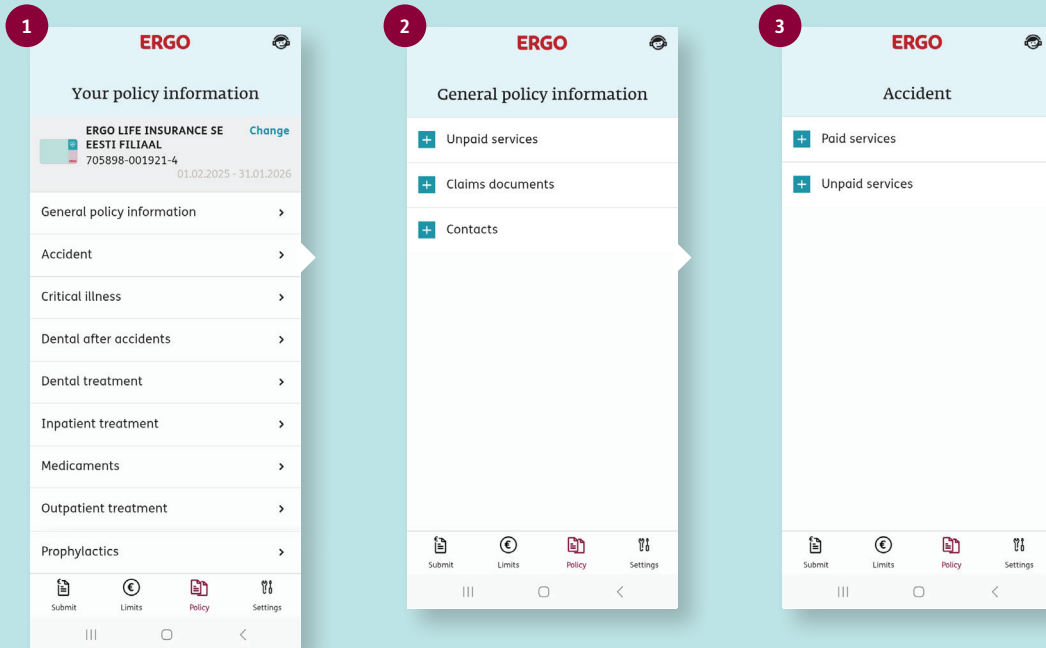 1
ERGO
Your policy information
ERGO LIFE INSURANCE SE
EESTI FILIAAL
Change
705898-001921-4
01.02.2025 - 31.01.2026
General policy information
Accident
Critical illness
Dental after accidents
Dental treatment
Inpatient treatment
Medicaments
Outpatient treatment
Prophylactics
Submit Limits Policy Settings
2
ERGO
General policy information
Unpaid services
Claims documents
Contacts
Submit Limits Policy Settings
3
ERGO
Accident
Paid services
Unpaid services
Submit Limits Policy Settings